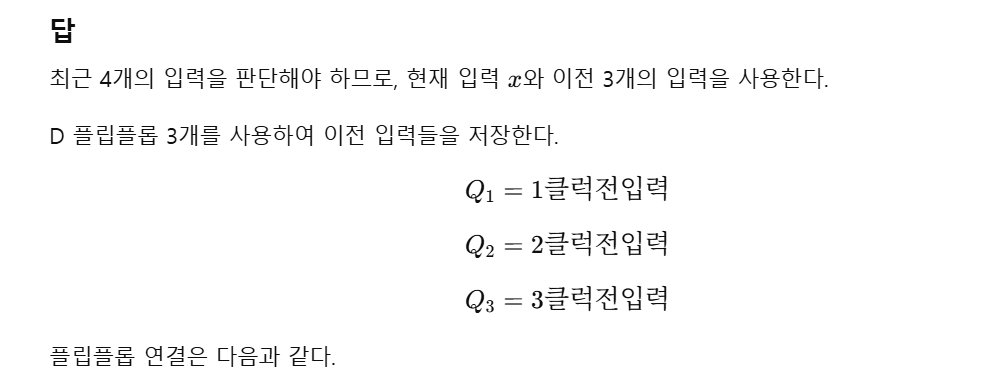 답
최근 4개의 입력을 판단해야 하므로, 현재 입력 x와 이전 3개의 입력을 사용한다.
D 플립플롭 3개를 사용하여 이전 입력들을 저장한다.
Q₁ = 1클럭전입력
Q₂ = 2클럭전입력
Q₃ = 3클럭전입력
플립플롭 연결은 다음과 같다.